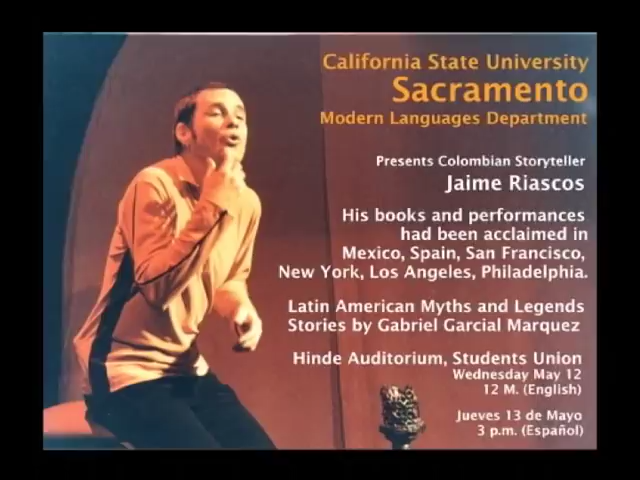 California State University
Sacramento
Modern Languages Department
Presents Colombian Storyteller
Jaime Riascos
His books and performances
had been acclaimed in
Mexico, Spain, San Francisco,
New York, Los Angeles, Philadelphia.
Latin American Myths and Legends
Stories by Gabriel Garcial Marquez
Hinde Auditorium, Students Union
Wednesday May 12
12 M. (English)
Jueves 13 de Mayo
3 p.m. (Español)